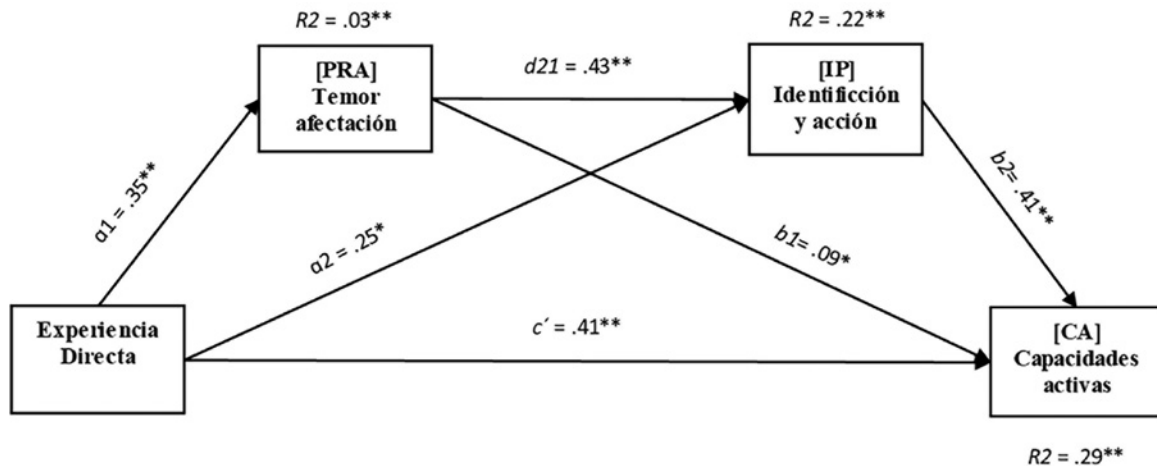 R2 = .03**
R2 = .22**
[PRA]
Temor
afectación
d21 = .43**
[IP]
Identificción
y acción
a1 = .35**
a2 = .25*
b1= .09*
b2= .41**
Experiencia
Directa
c´ = .41**
[CA]
Capacidades
activas
R2 = .29**